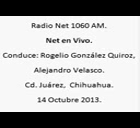 Radio Net 1060 AM.
Net en Vivo.
Conduce: Rogelio González Quiroz,
Alejandro Velasco.
Cd. Juárez,  Chihuahua.
14 Octubre 2013.